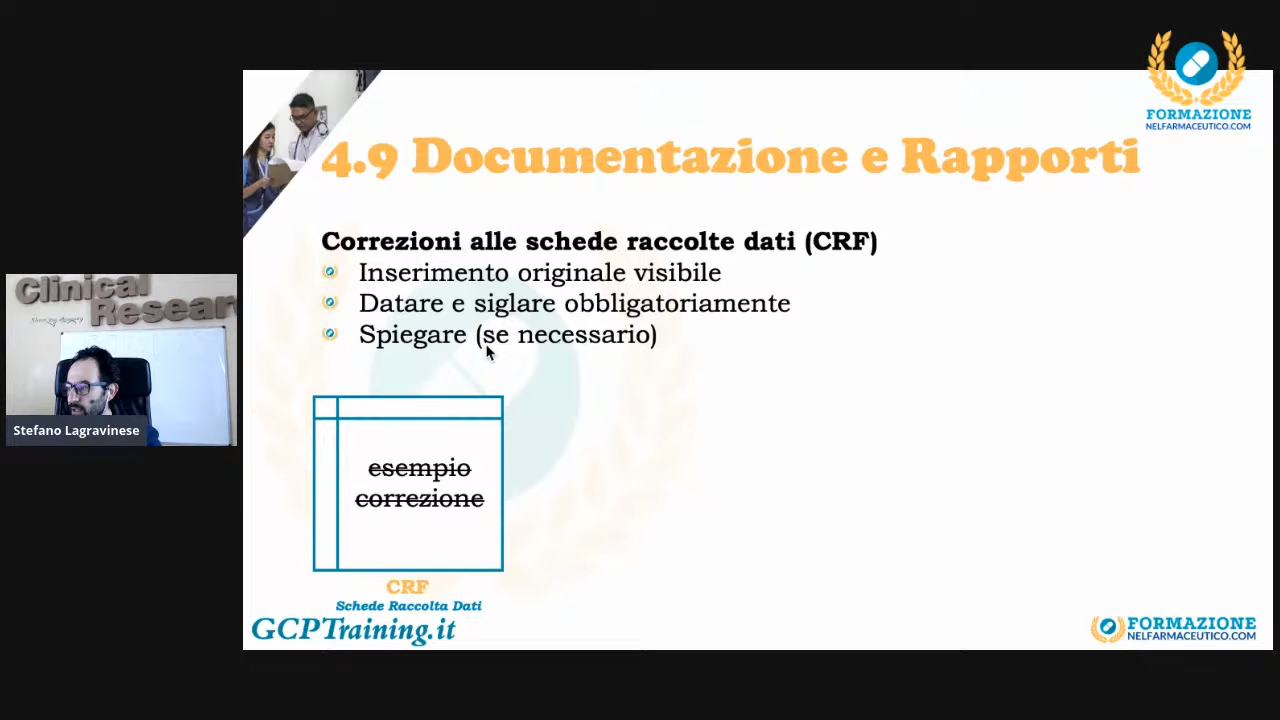 FORMAZIONE
NELFARMACEUTICO.COM
4.9 Documentazione e Rapporti
Correzioni alle schede raccolte dati (CRF)
Inserimento originale visibile
Datare e siglare obbligatoriamente
Spiegare (se necessario)
Clinical
Resear
Stefano Lagravinese
esempio
correzione
CRF
Schede Raccolta Dati
GCPTraining.it
FORMAZIONE
NELFARMACEUTICO.COM